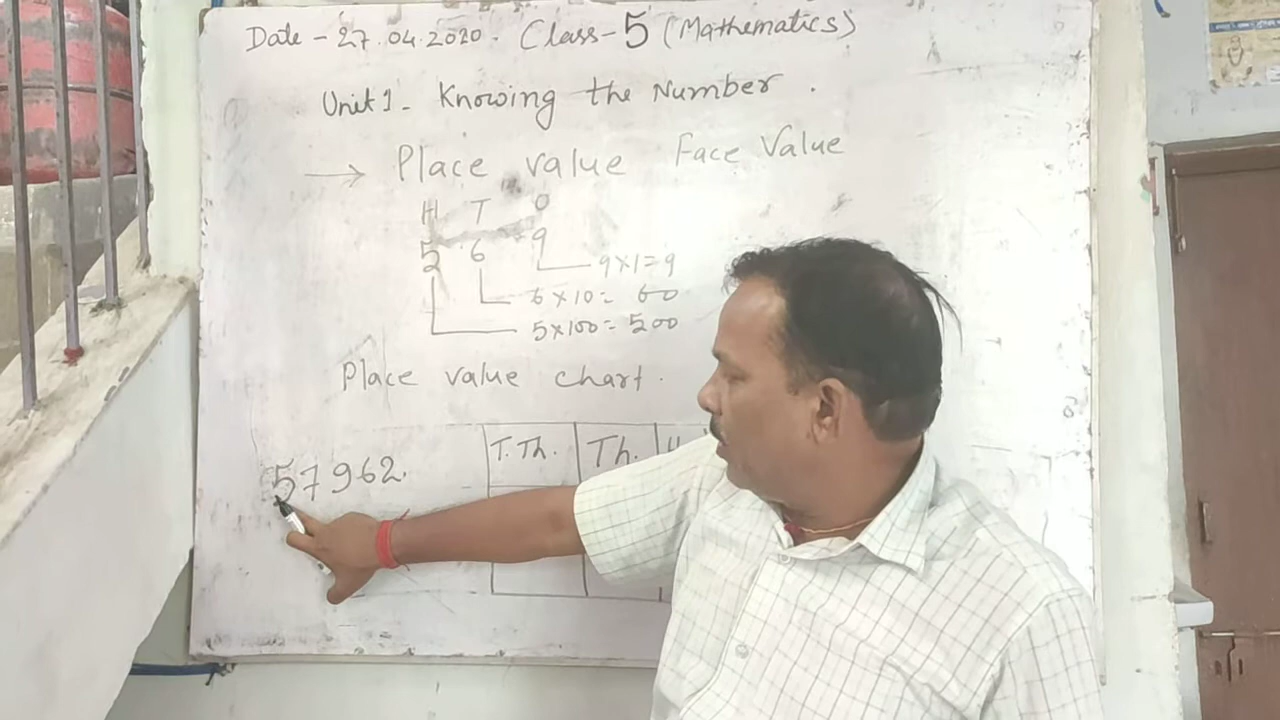 Date - 27.04.2020. Class-5 (Mathematics)
Unit 1- Knowing the Number.
→ Place value Face Value
H T O
5 6 9
9×1=9
6×10= 60
5×100=500
Place value chart.
57962.
T.Th. Th. H